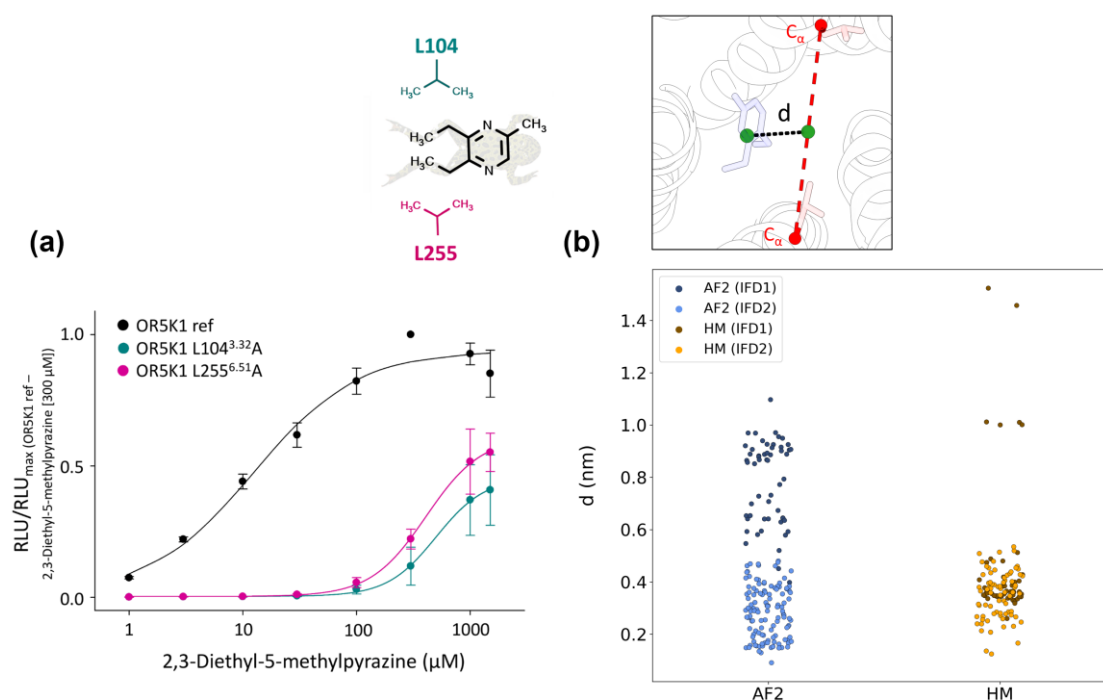 L104
H₃C CH₃
N CH₃
H₃C
H₃C
N
H₃C CH₃
L255
(a)
OR5K1 ref
OR5K1 L104³·³²A
OR5K1 L255⁶·⁵¹A
RLU/RLUmax (OR5K1 ref –
2,3-Diethyl-5-methylpyrazine [300 µM])
1.0
0.5
0.0
1 10 100 1000
2,3-Diethyl-5-methylpyrazine (µM)
Cα
d
Cα
(b)
AF2 (IFD1)
AF2 (IFD2)
HM (IFD1)
HM (IFD2)
d (nm)
1.4
1.2
1.0
0.8
0.6
0.4
0.2
AF2 HM